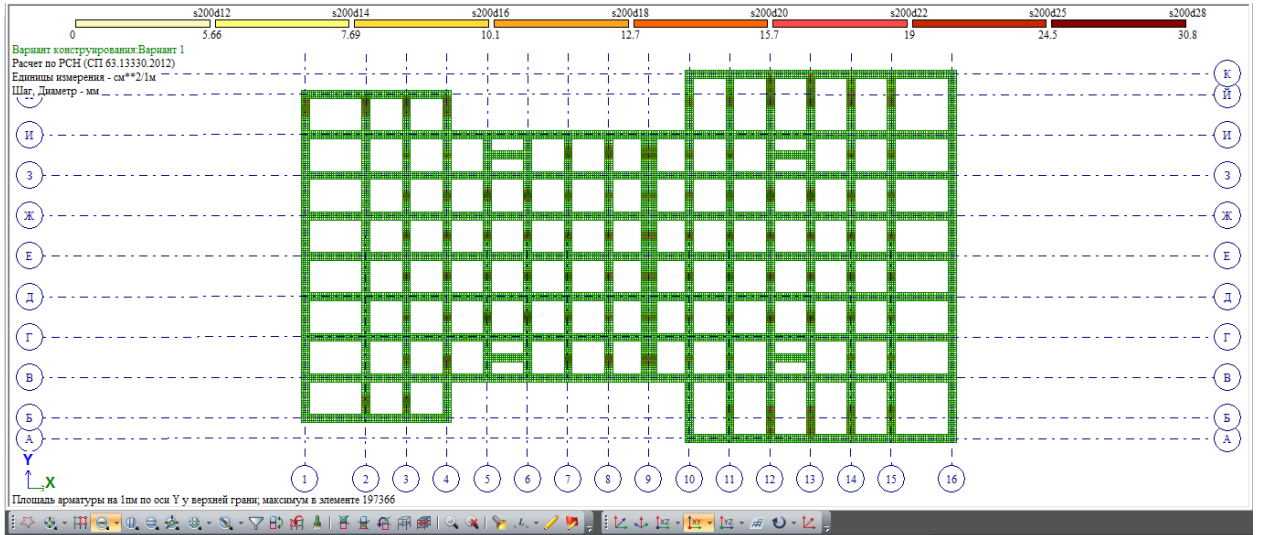 s200d12 s200d14 s200d16 s200d18 s200d20 s200d22 s200d25 s200d28
0 5.66 7.69 10.1 12.7 15.7 19 24.5 30.8
Вариант конструирования:Вариант 1
Расчет по РСН (СП 63.13330.2012)
Единицы измерения - см**2/1м
Шаг, Диаметр - мм
К
Й
И И
З З
Ж Ж
Е Е
Д Д
Г Г
В В
Б Б
А А
Y
X
1 2 3 4 5 6 7 8 9 10 11 12 13 14 15 16
Площадь арматуры на 1пм по оси Y у верхней грани; максимум в элементе 197366
XZ XY YZ